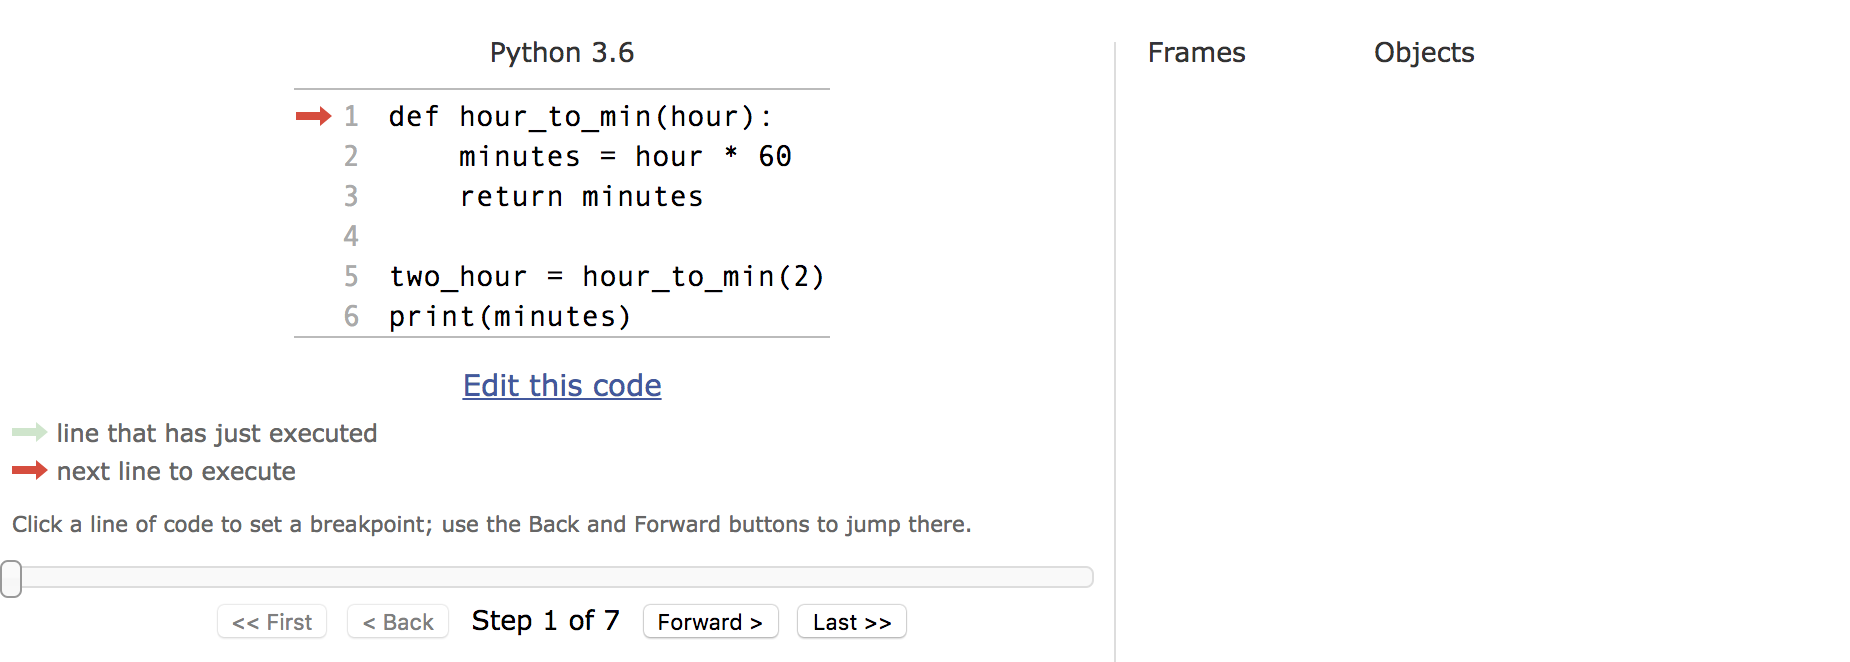 Python 3.6
1 def hour_to_min(hour):
2     minutes = hour * 60
3     return minutes
4
5 two_hour = hour_to_min(2)
6 print(minutes)
Edit this code
line that has just executed
next line to execute
Click a line of code to set a breakpoint; use the Back and Forward buttons to jump there.
<< First < Back Step 1 of 7 Forward > Last >>
Frames Objects